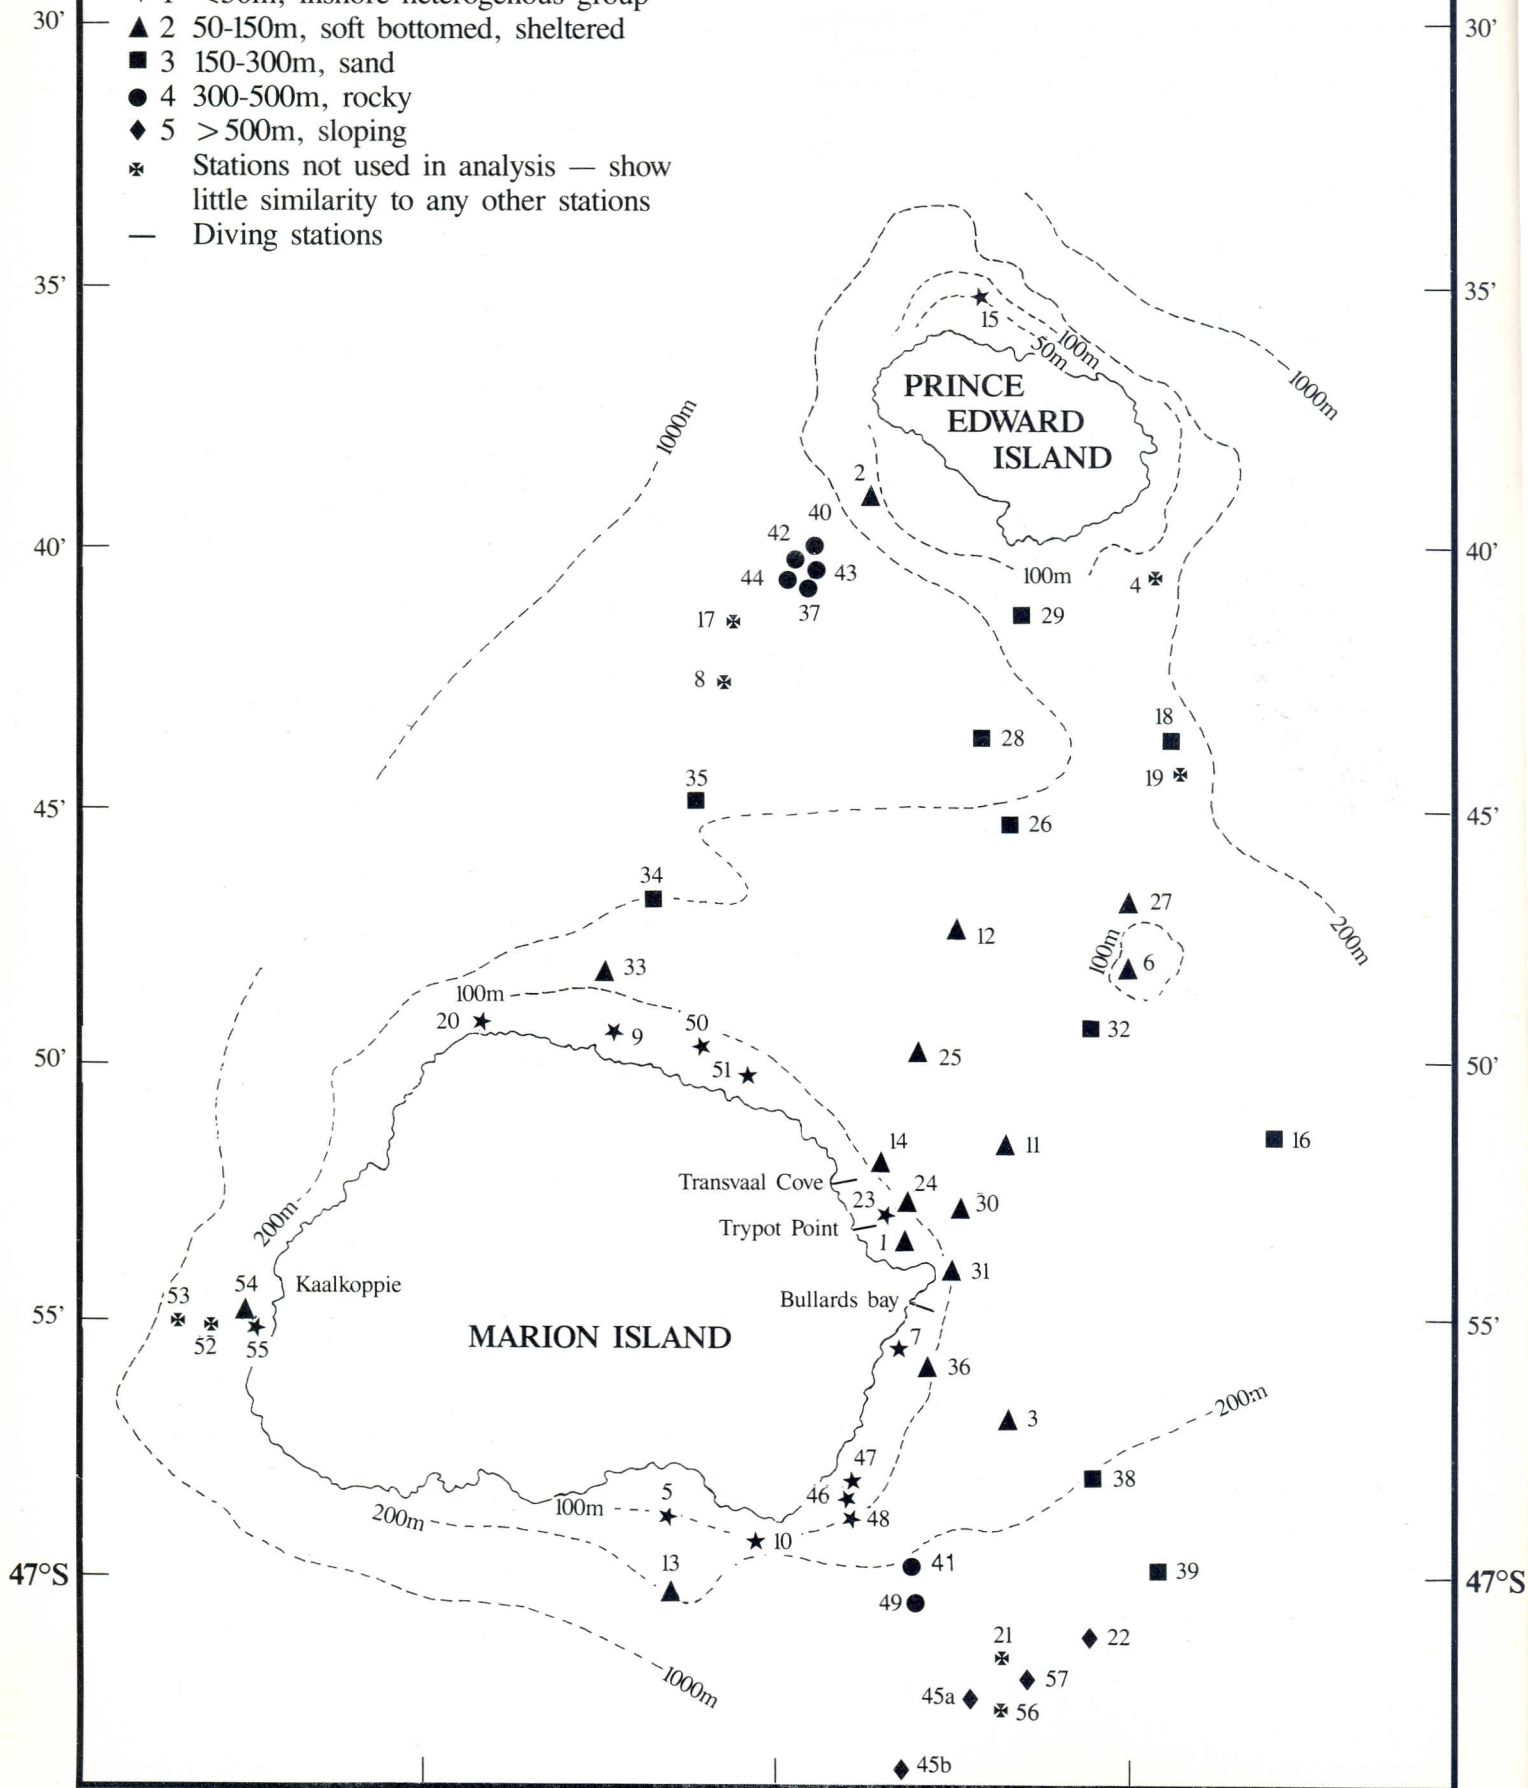 1 <50m, inshore heterogenous group
30' 30'
▲ 2 50-150m, soft bottomed, sheltered
■ 3 150-300m, sand
● 4 300-500m, rocky
◆ 5 >500m, sloping
Stations not used in analysis — show
little similarity to any other stations
— Diving stations
35' 35'
15
100m
50m
PRINCE
EDWARD
ISLAND
1000m
1000m
2
40
42
40' 40'
43
44
100m
4
37
17
29
8
18
28
19
35
45' 45'
26
34
27
12
200m
100m
6
33
100m
20
9
50
32
25
50' 50'
51
14
11
16
Transvaal Cove
24
23
30
200m
Trypot Point
1
31
Kaalkoppie
54
53
Bullards bay
55' 55'
52
55
MARION ISLAND
7
36
200m
3
47
38
5
46
100m
200m
48
10
13
41
47°S 47°S
39
49
21
22
57
1000m
45a
56
45b